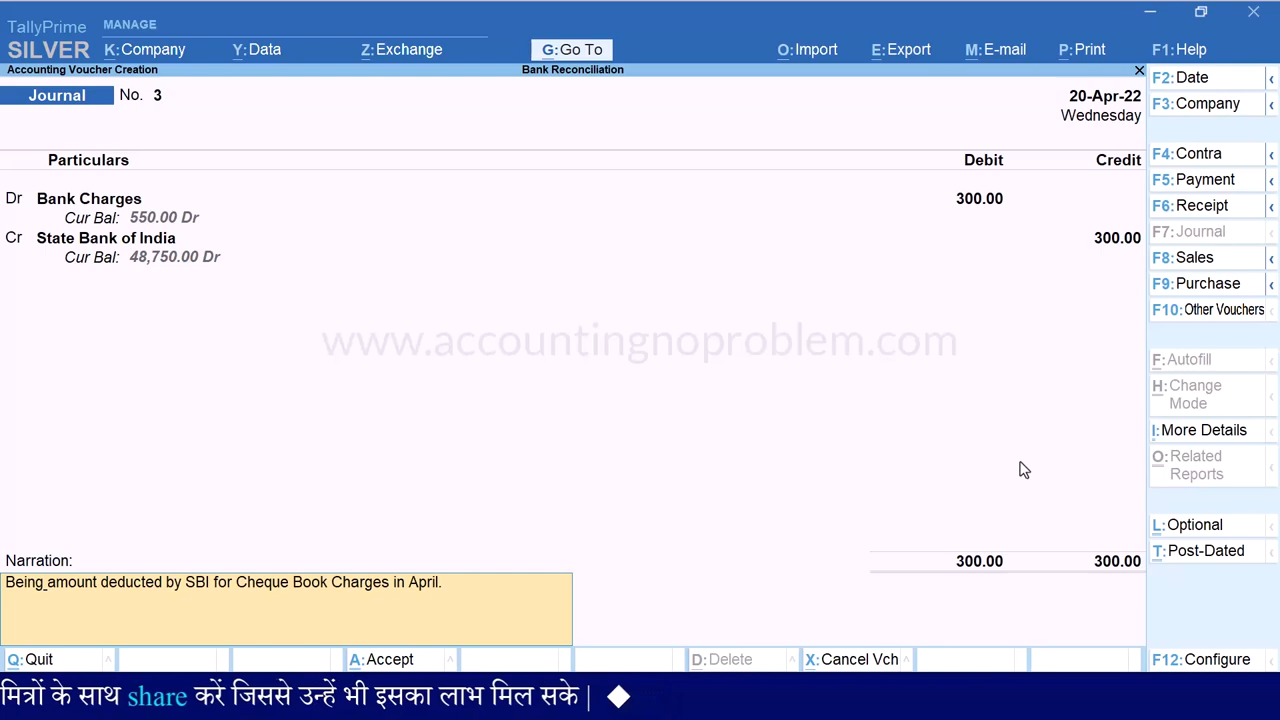 TallyPrime MANAGE
SILVER K:Company Y:Data Z:Exchange G:Go To O:Import E:Export M:E-mail P:Print F1:Help
Accounting Voucher Creation Bank Reconciliation
Journal No. 3 20-Apr-22
Wednesday
Particulars Debit Credit
Dr Bank Charges 300.00
Cur Bal: 550.00 Dr
Cr State Bank of India 300.00
Cur Bal: 48,750.00 Dr
www.accountingnoproblem.com
Narration: 300.00 300.00
Being amount deducted by SBI for Cheque Book Charges in April.
F2:Date
F3:Company
F4:Contra
F5:Payment
F6:Receipt
F7:Journal
F8:Sales
F9:Purchase
F10:Other Vouchers
F:Autofill
H:Change
Mode
I:More Details
O:Related
Reports
L:Optional
T:Post-Dated
Q:Quit A:Accept D:Delete X:Cancel Vch F12:Configure
मित्रों के साथ share करें जिससे उन्हें भी इसका लाभ मिल सके | ◆